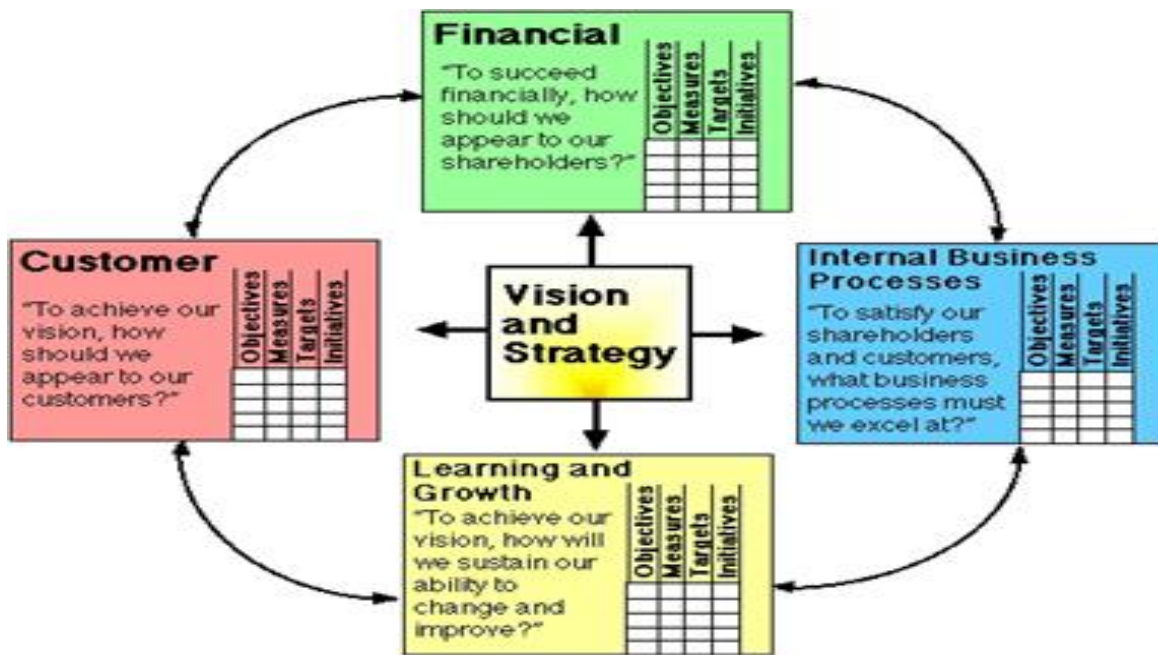 Financial
“To succeed
financially, how
should we
appear to our
shareholders?”
Objectives
Measures
Targets
Initiatives
Customer
“To achieve our
vision, how
should we
appear to our
customers?”
Objectives
Measures
Targets
Initiatives
Vision
and
Strategy
Internal Business
Processes
“To satisfy our
shareholders
and customers,
what business
processes must
we excel at?”
Objectives
Measures
Targets
Initiatives
Learning and
Growth
“To achieve our
vision, how will
we sustain our
ability to
change and
improve?”
Objectives
Measures
Targets
Initiatives